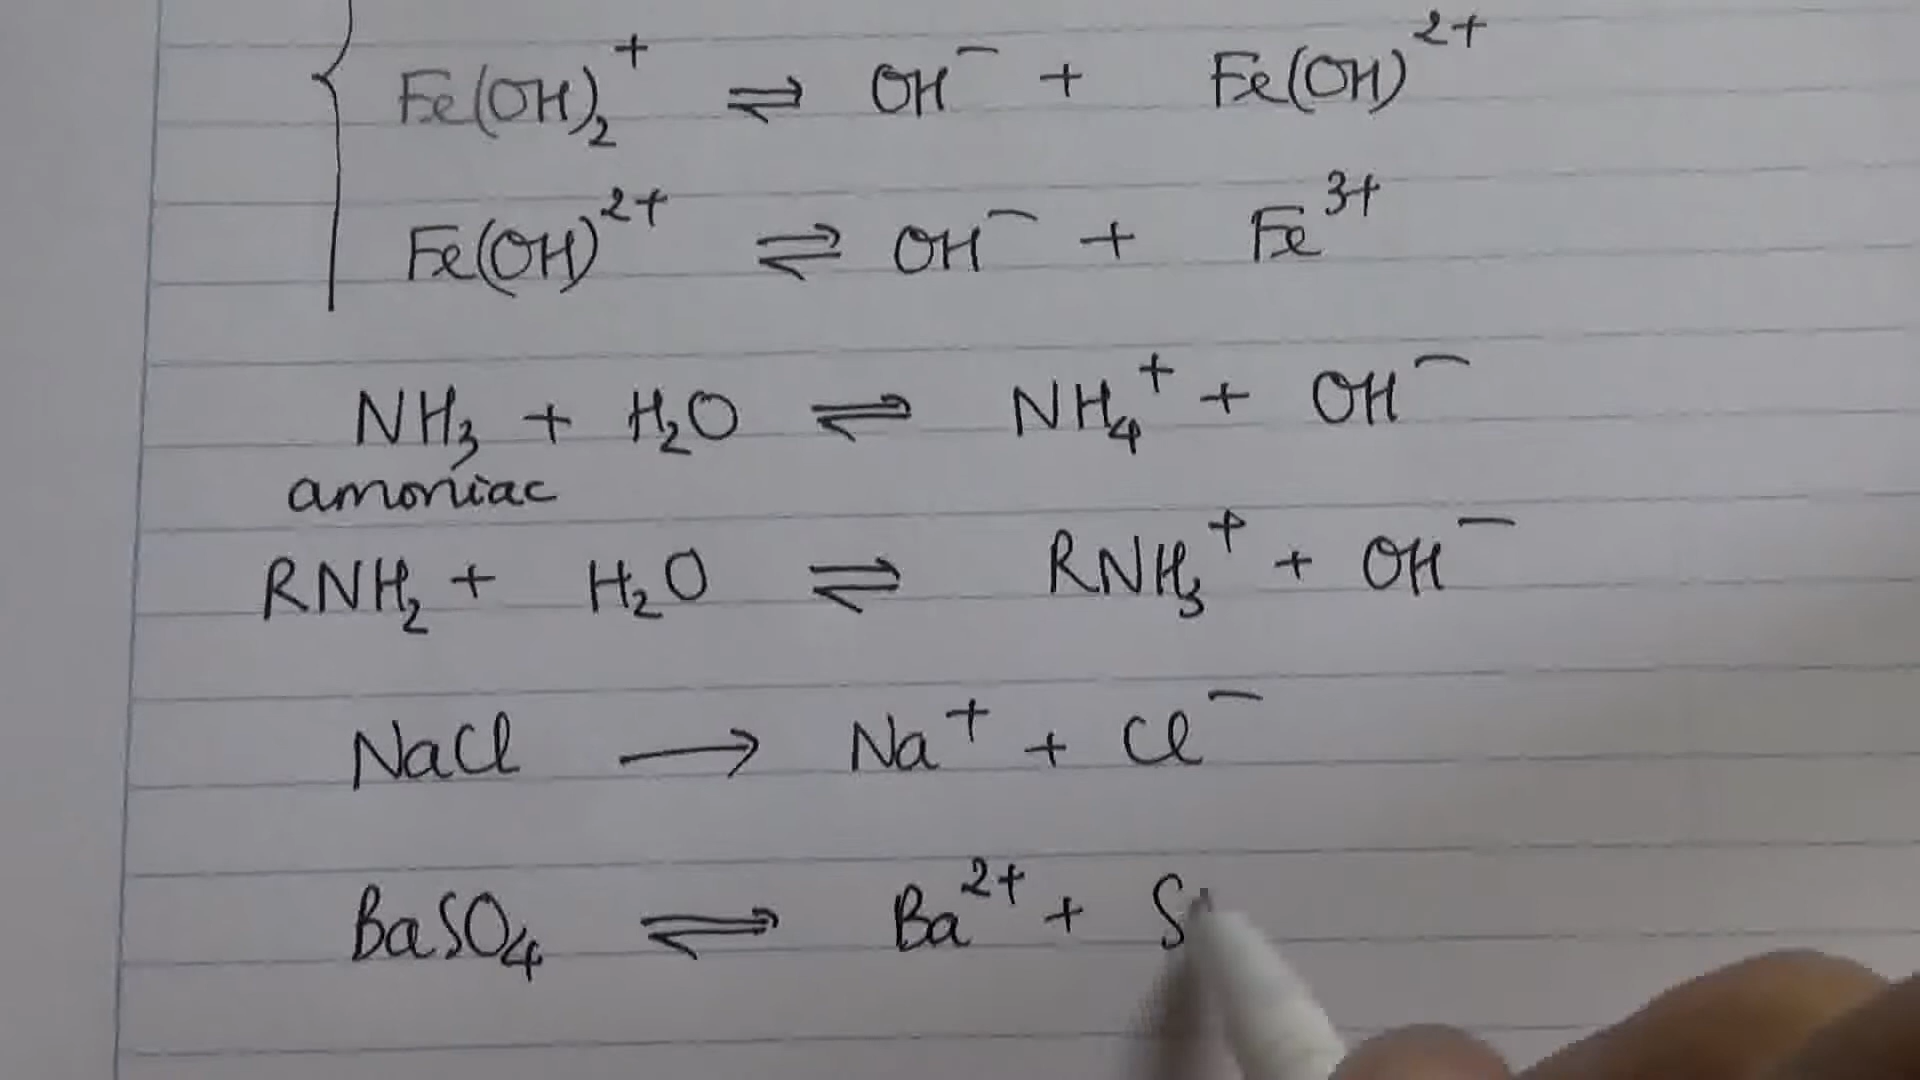 Fe(OH)₂⁺ ⇌ OH⁻ + Fe(OH)²⁺
Fe(OH)²⁺ ⇌ OH⁻ + Fe³⁺
NH₃ + H₂O ⇌ NH₄⁺ + OH⁻
amoniac
RNH₂ + H₂O ⇌ RNH₃⁺ + OH⁻
NaCl ⟶ Na⁺ + Cl⁻
BaSO₄ ⇌ Ba²⁺ + S